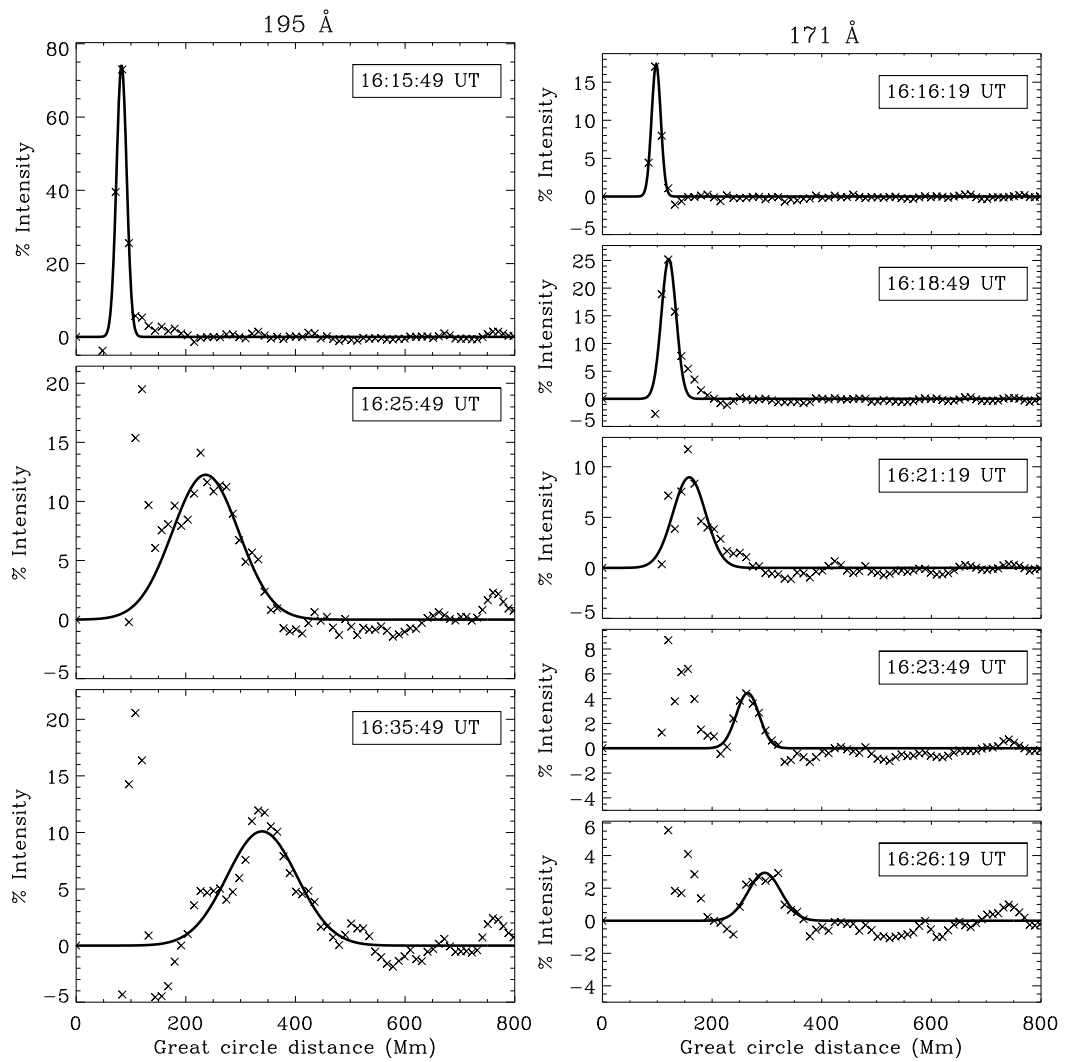 195 Å
80
60
40
20
0
% Intensity
16:15:49 UT
20
15
10
5
0
−5
% Intensity
16:25:49 UT
20
15
10
5
0
−5
% Intensity
16:35:49 UT
0 200 400 600 800
Great circle distance (Mm)
171 Å
15
10
5
0
−5
% Intensity
16:16:19 UT
25
20
15
10
5
0
−5
% Intensity
16:18:49 UT
10
5
0
−5
% Intensity
16:21:19 UT
8
6
4
2
0
−2
−4
% Intensity
16:23:49 UT
6
4
2
0
−2
−4
% Intensity
16:26:19 UT
0 200 400 600 800
Great circle distance (Mm)